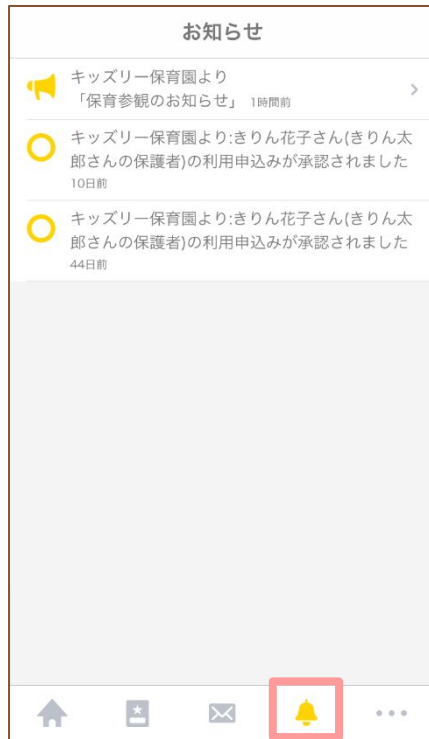 お知らせ
キッズリー保育園より
「保育参観のお知らせ」 1時間前
キッズリー保育園より:きりん花子さん(きりん太
郎さんの保護者)の利用申込みが承認されました
10日前
キッズリー保育園より:きりん花子さん(きりん太
郎さんの保護者)の利用申込みが承認されました
44日前